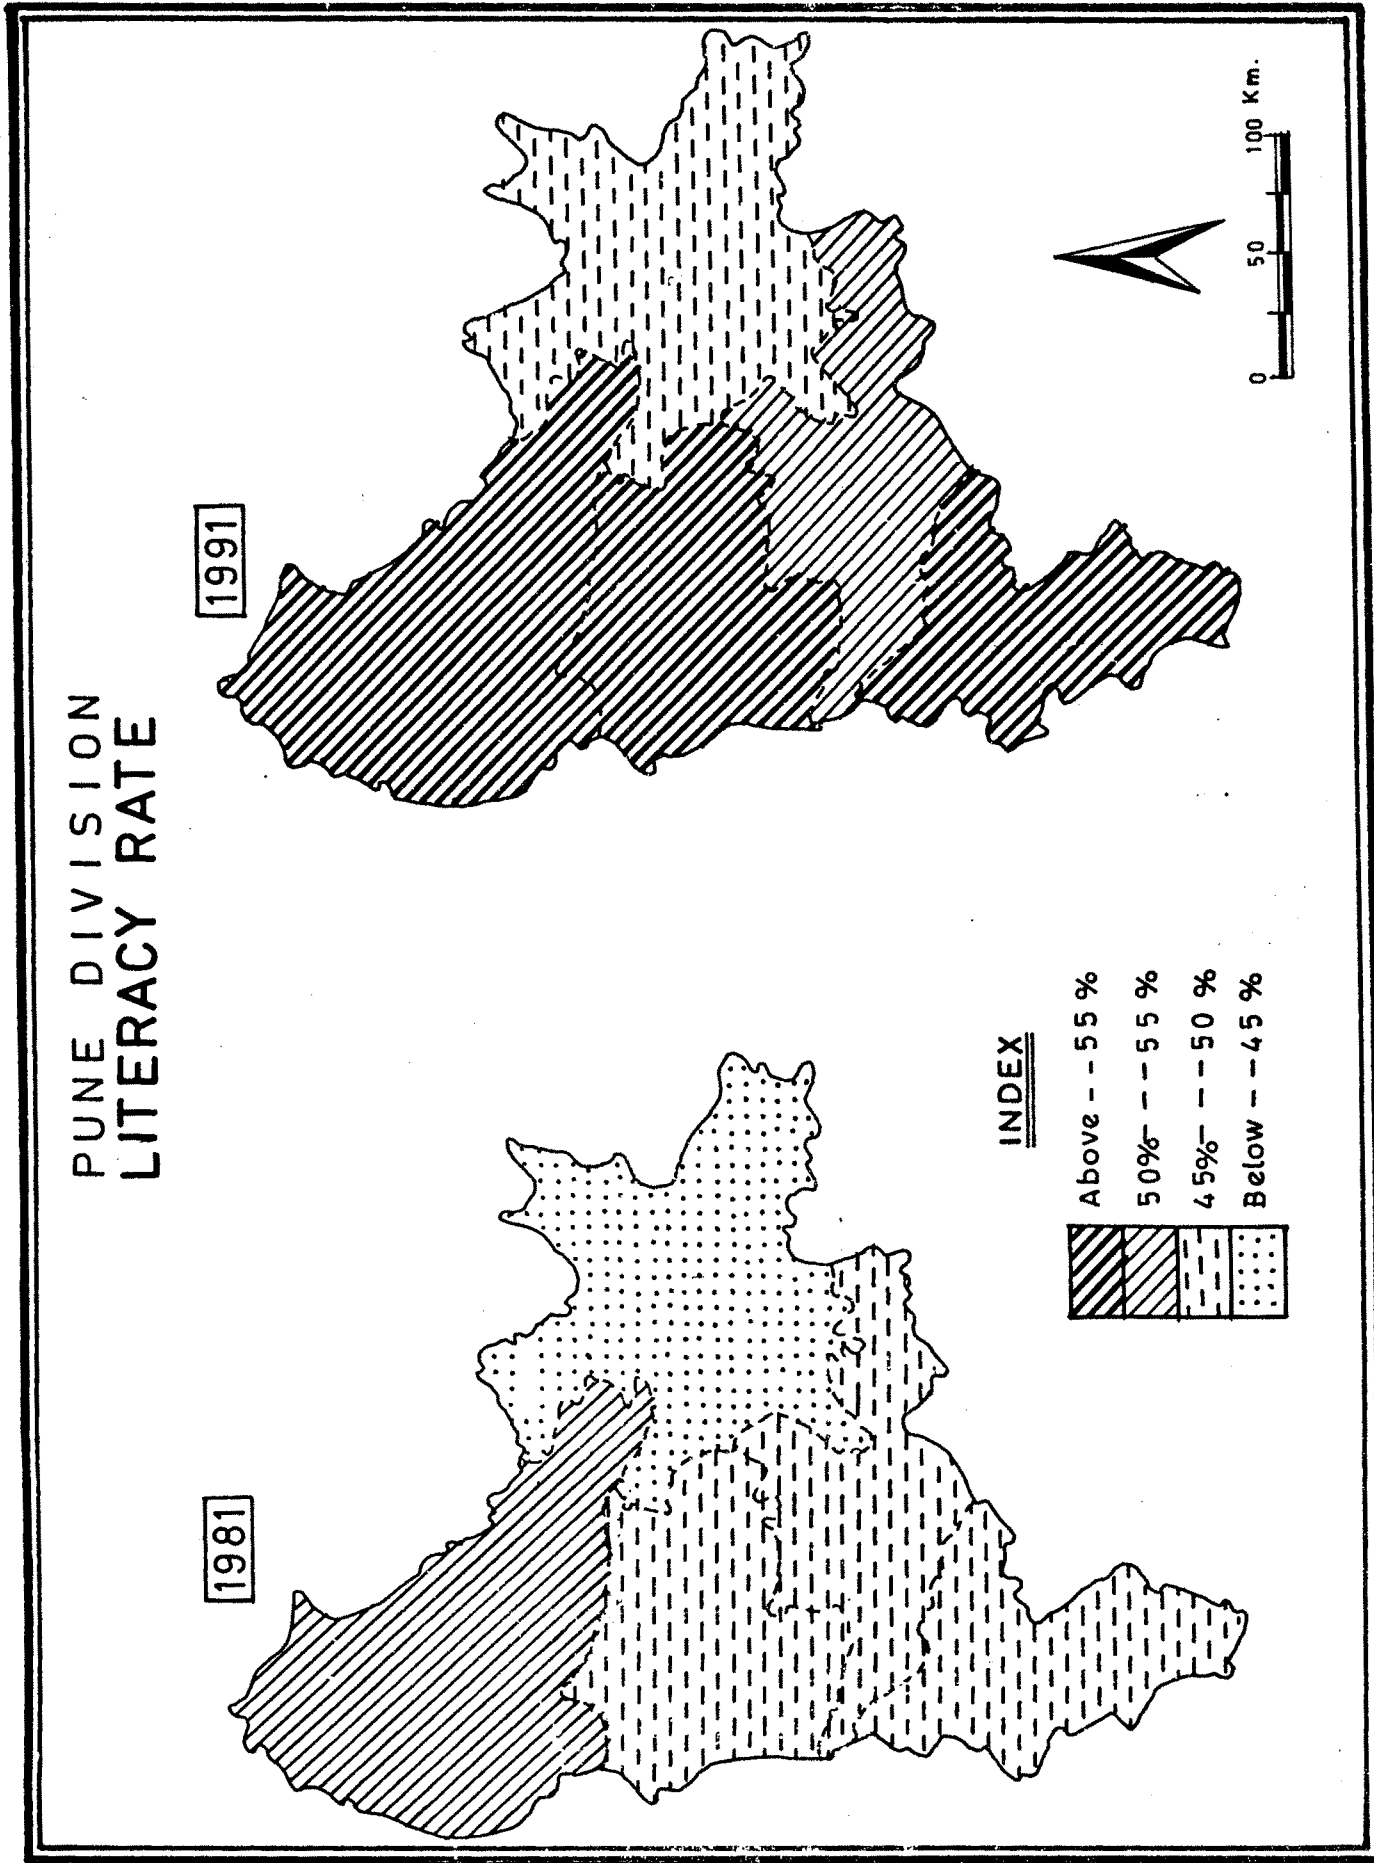 PUNE DIVISION
LITERACY RATE
1981
1991
INDEX
Above -- 55%
50% -- 55%
45% -- 50%
Below -- 45%
0 50 100 Km.